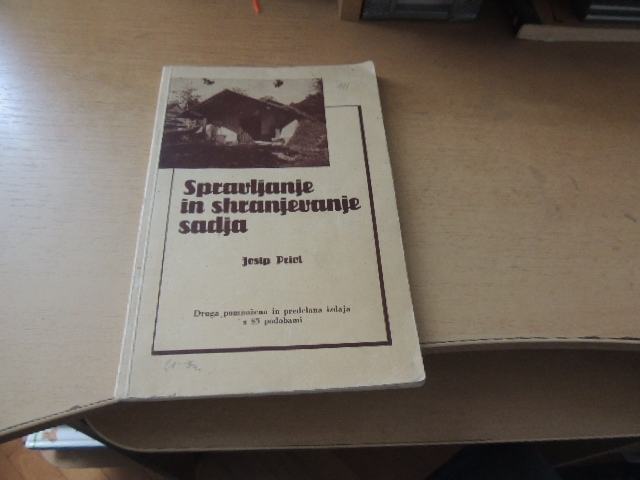 Spravljanje
in shranjevanje
sadja
Josip Priol
Druga pomnožena in predelana izdaja
s 85 podobami